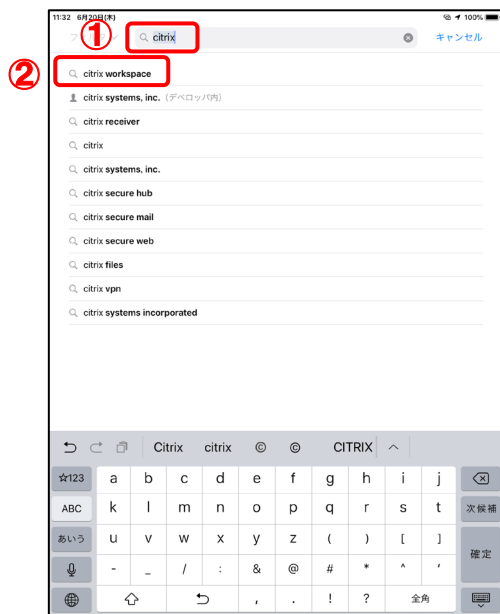 11:32 6月20日(木) 100%
① citrix キャンセル
② citrix workspace
citrix systems, inc. (デベロッパ内)
citrix receiver
citrix
citrix systems, inc.
citrix secure hub
citrix secure mail
citrix secure web
citrix files
citrix vpn
citrix systems incorporated
Citrix citrix © © CITRIX
☆123 a b c d e f g h i j
ABC k l m n o p q r s t 次候補
あいう u v w x y z ( ) [ ]
- _ / : & @ # * ^ ' 確定
, . ! ? 全角